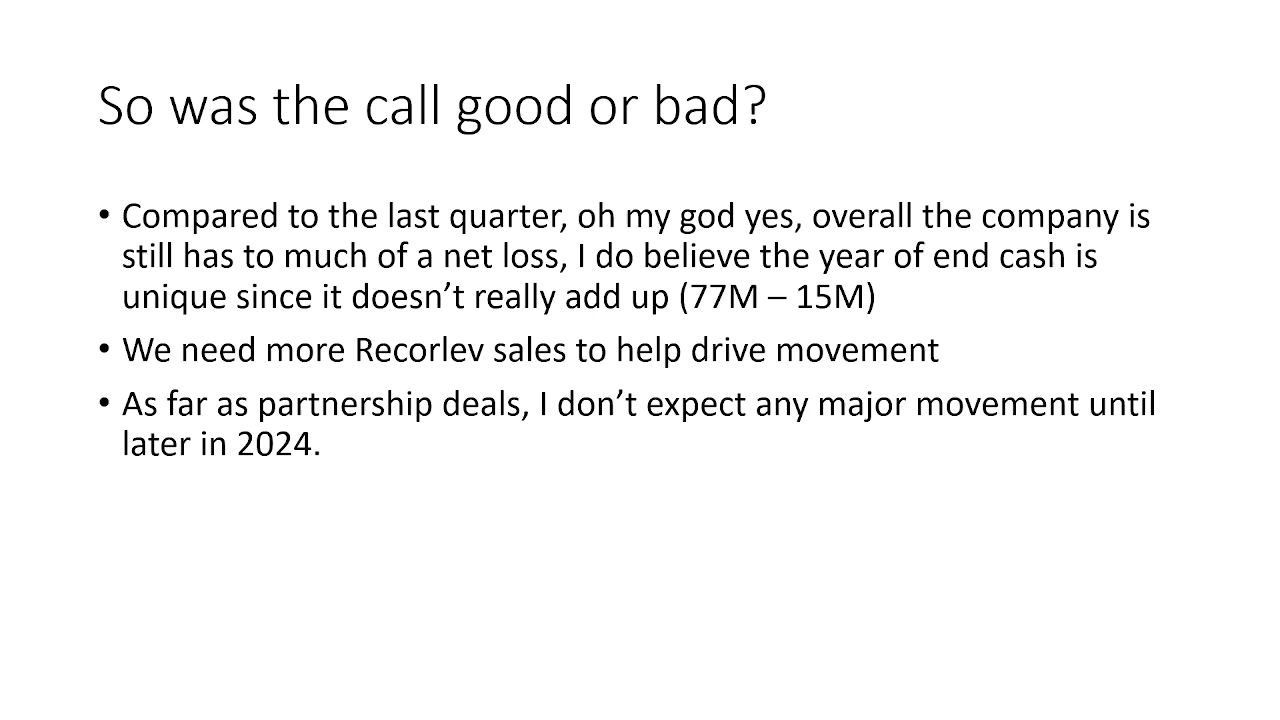 So was the call good or bad?
• Compared to the last quarter, oh my god yes, overall the company is
still has to much of a net loss, I do believe the year of end cash is
unique since it doesn’t really add up (77M – 15M)
• We need more Recorlev sales to help drive movement
• As far as partnership deals, I don’t expect any major movement until
later in 2024.